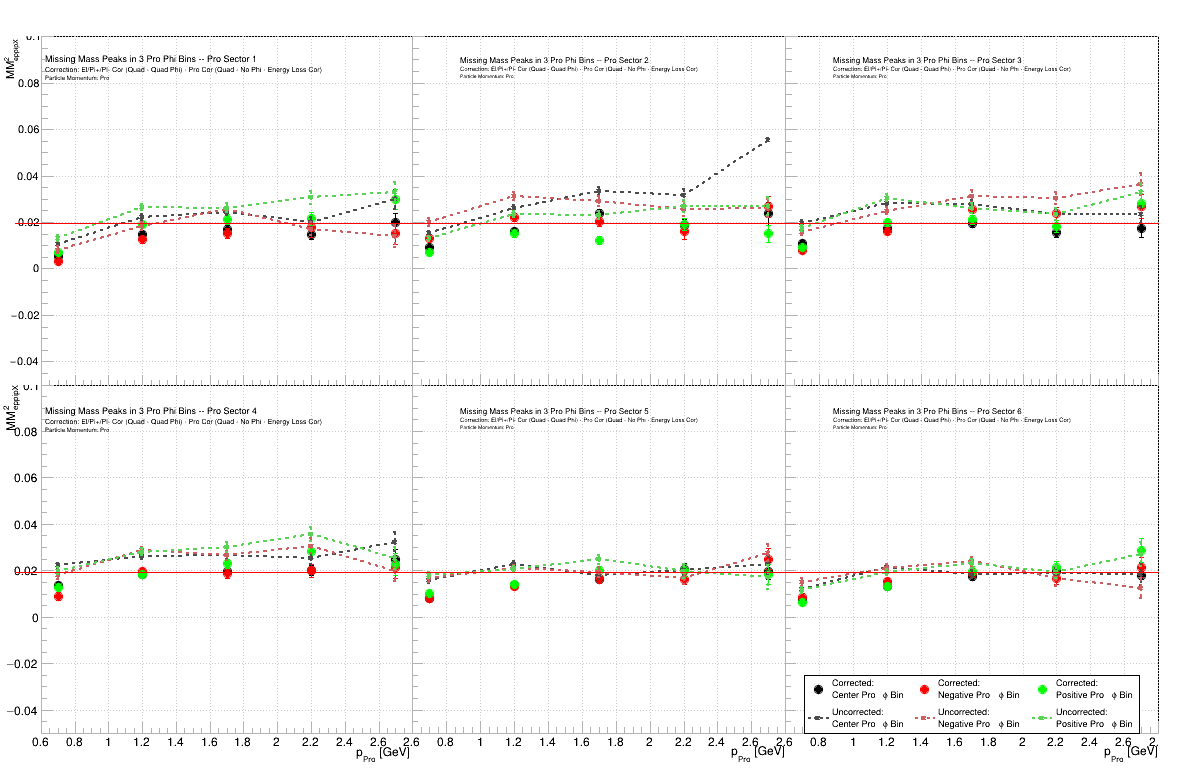 0.1
MM²eppipX
Missing Mass Peaks in 3 Pro Phi Bins -- Pro Sector 1
Correction: El/Pi+/Pi- Cor (Quad - Quad Phi) - Pro Cor (Quad - No Phi - Energy Loss Cor)
Particle Momentum: Pro
Missing Mass Peaks in 3 Pro Phi Bins -- Pro Sector 2
Correction: El/Pi+/Pi- Cor (Quad - Quad Phi) - Pro Cor (Quad - No Phi - Energy Loss Cor)
Particle Momentum: Pro
Missing Mass Peaks in 3 Pro Phi Bins -- Pro Sector 3
Correction: El/Pi+/Pi- Cor (Quad - Quad Phi) - Pro Cor (Quad - No Phi - Energy Loss Cor)
Particle Momentum: Pro
0.08
0.06
0.04
0.02
0
−0.02
−0.04
0.1
MM²eppipX
Missing Mass Peaks in 3 Pro Phi Bins -- Pro Sector 4
Correction: El/Pi+/Pi- Cor (Quad - Quad Phi) - Pro Cor (Quad - No Phi - Energy Loss Cor)
Particle Momentum: Pro
Missing Mass Peaks in 3 Pro Phi Bins -- Pro Sector 5
Correction: El/Pi+/Pi- Cor (Quad - Quad Phi) - Pro Cor (Quad - No Phi - Energy Loss Cor)
Particle Momentum: Pro
Missing Mass Peaks in 3 Pro Phi Bins -- Pro Sector 6
Correction: El/Pi+/Pi- Cor (Quad - Quad Phi) - Pro Cor (Quad - No Phi - Energy Loss Cor)
Particle Momentum: Pro
0.08
0.06
0.04
0.02
0
−0.02
−0.04
Corrected:
Center Pro ϕ Bin
Corrected:
Negative Pro ϕ Bin
Corrected:
Positive Pro ϕ Bin
Uncorrected:
Center Pro ϕ Bin
Uncorrected:
Negative Pro ϕ Bin
Uncorrected:
Positive Pro ϕ Bin
0.6 0.8 1 1.2 1.4 1.6 1.8 2 2.2 2.4 2.6
pPro [GeV]
0.8 1 1.2 1.4 1.6 1.8 2 2.2 2.4 2.6
pPro [GeV]
0.8 1 1.2 1.4 1.6 1.8 2 2.2 2.4 2.6
pPro [GeV]